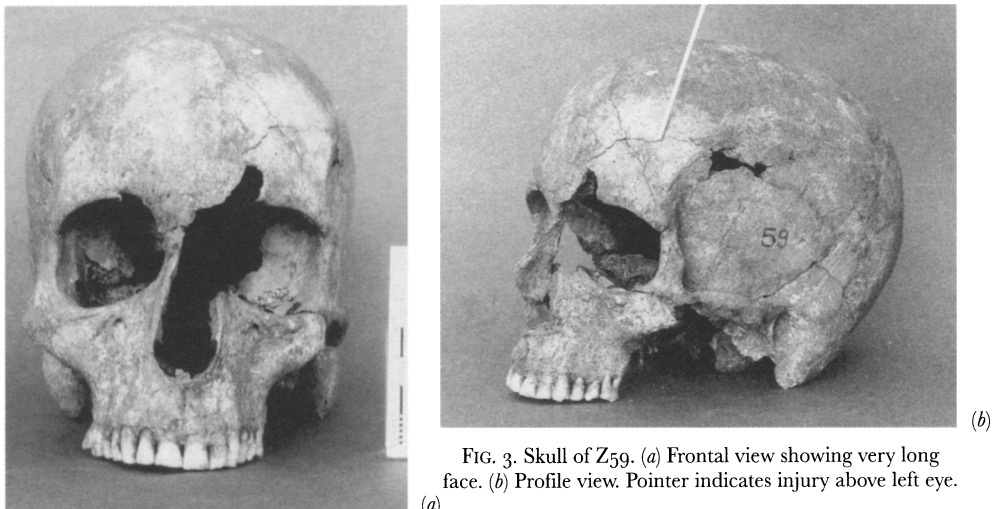 59
(b)
FIG. 3. Skull of Z59. (a) Frontal view showing very long
face. (b) Profile view. Pointer indicates injury above left eye.
(a)